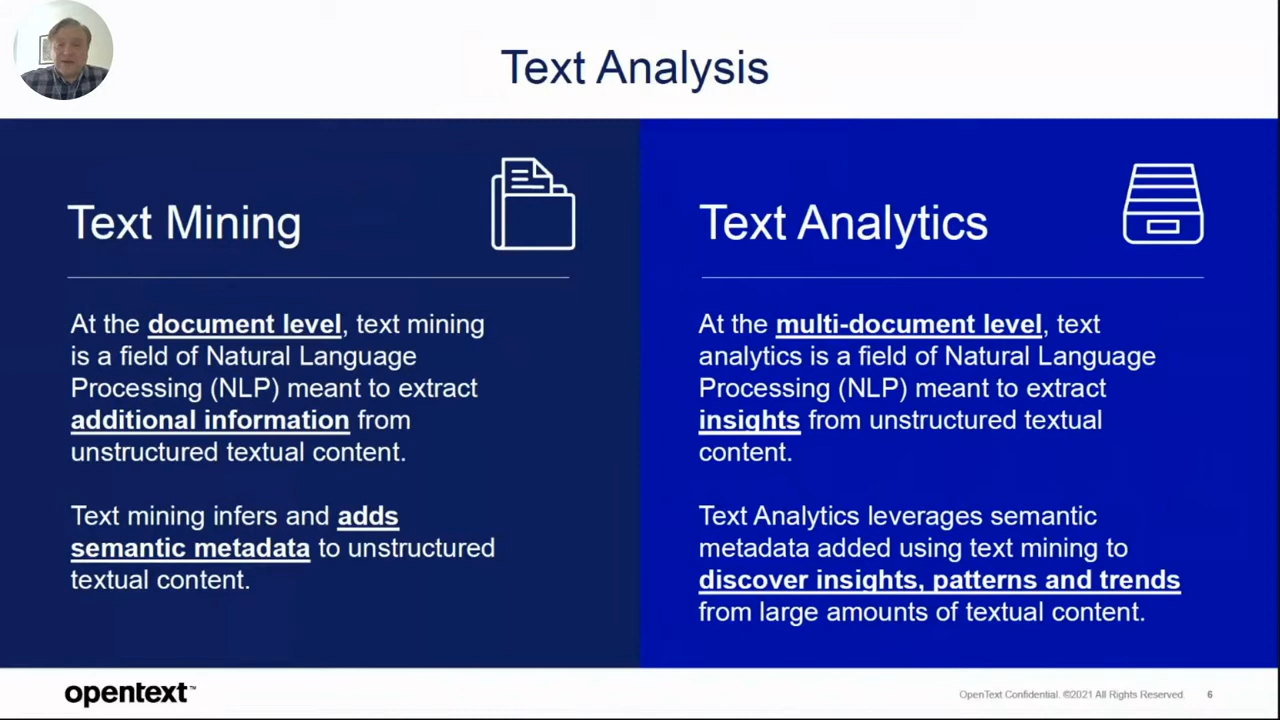 Text Analysis
Text Mining
At the document level, text mining
is a field of Natural Language
Processing (NLP) meant to extract
additional information from
unstructured textual content.
Text mining infers and adds
semantic metadata to unstructured
textual content.
Text Analytics
At the multi-document level, text
analytics is a field of Natural Language
Processing (NLP) meant to extract
insights from unstructured textual
content.
Text Analytics leverages semantic
metadata added using text mining to
discover insights, patterns and trends
from large amounts of textual content.
opentext™
OpenText Confidential. ©2021 All Rights Reserved. 6